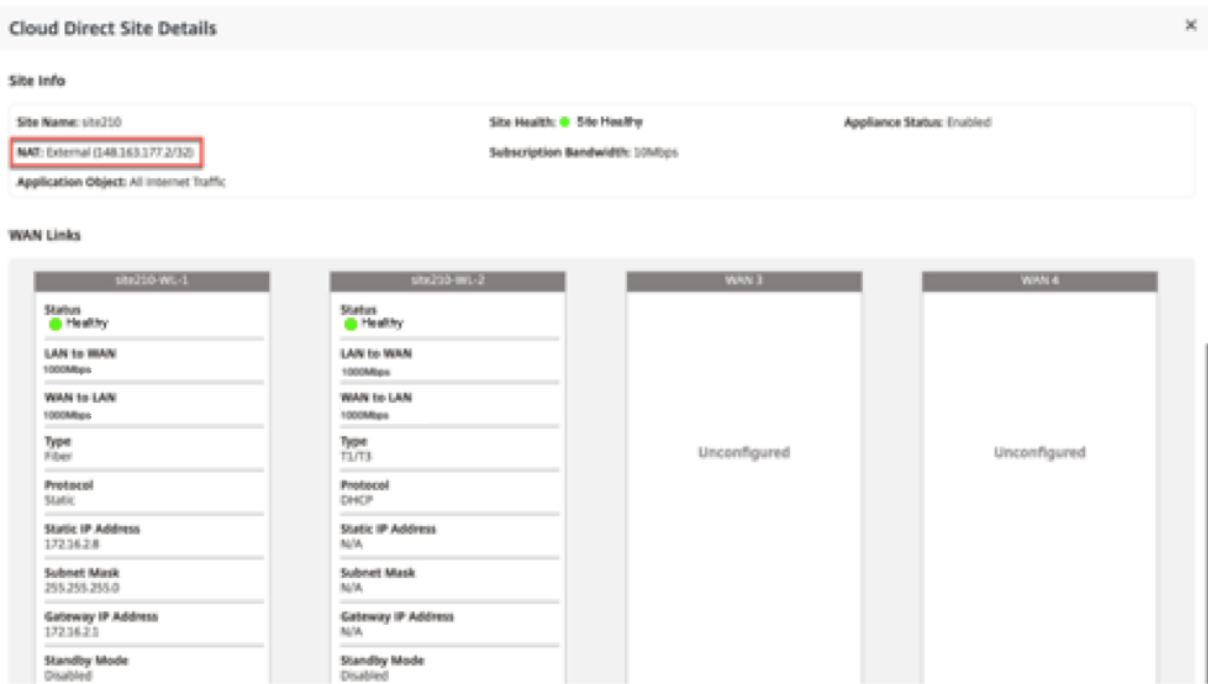 Cloud Direct Site Details
×
Site Info
Site Name: site210
Site Health: Site Healthy
Appliance Status: Enabled
NAT: External (148.163.177.2/32)
Subscription Bandwidth: 10Mbps
Application Object: All Internet Traffic
WAN Links
site210-WL-1
Status
Healthy
LAN to WAN
1000Mbps
WAN to LAN
1000Mbps
Type
Fiber
Protocol
Static
Static IP Address
172.16.2.8
Subnet Mask
255.255.255.0
Gateway IP Address
172.16.2.1
Standby Mode
Disabled
site210-WL-2
Status
Healthy
LAN to WAN
1000Mbps
WAN to LAN
1000Mbps
Type
T1/T3
Protocol
DHCP
Static IP Address
N/A
Subnet Mask
N/A
Gateway IP Address
N/A
Standby Mode
Disabled
WAN 3
Unconfigured
WAN 4
Unconfigured